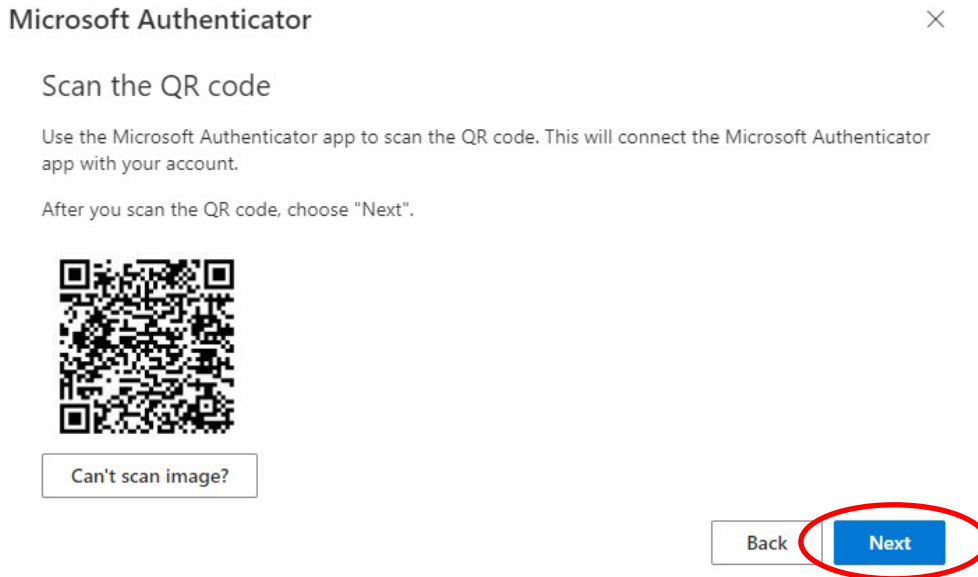 Microsoft Authenticator
Scan the QR code
Use the Microsoft Authenticator app to scan the QR code. This will connect the Microsoft Authenticator
app with your account.
After you scan the QR code, choose "Next".
Can't scan image?
Back
Next